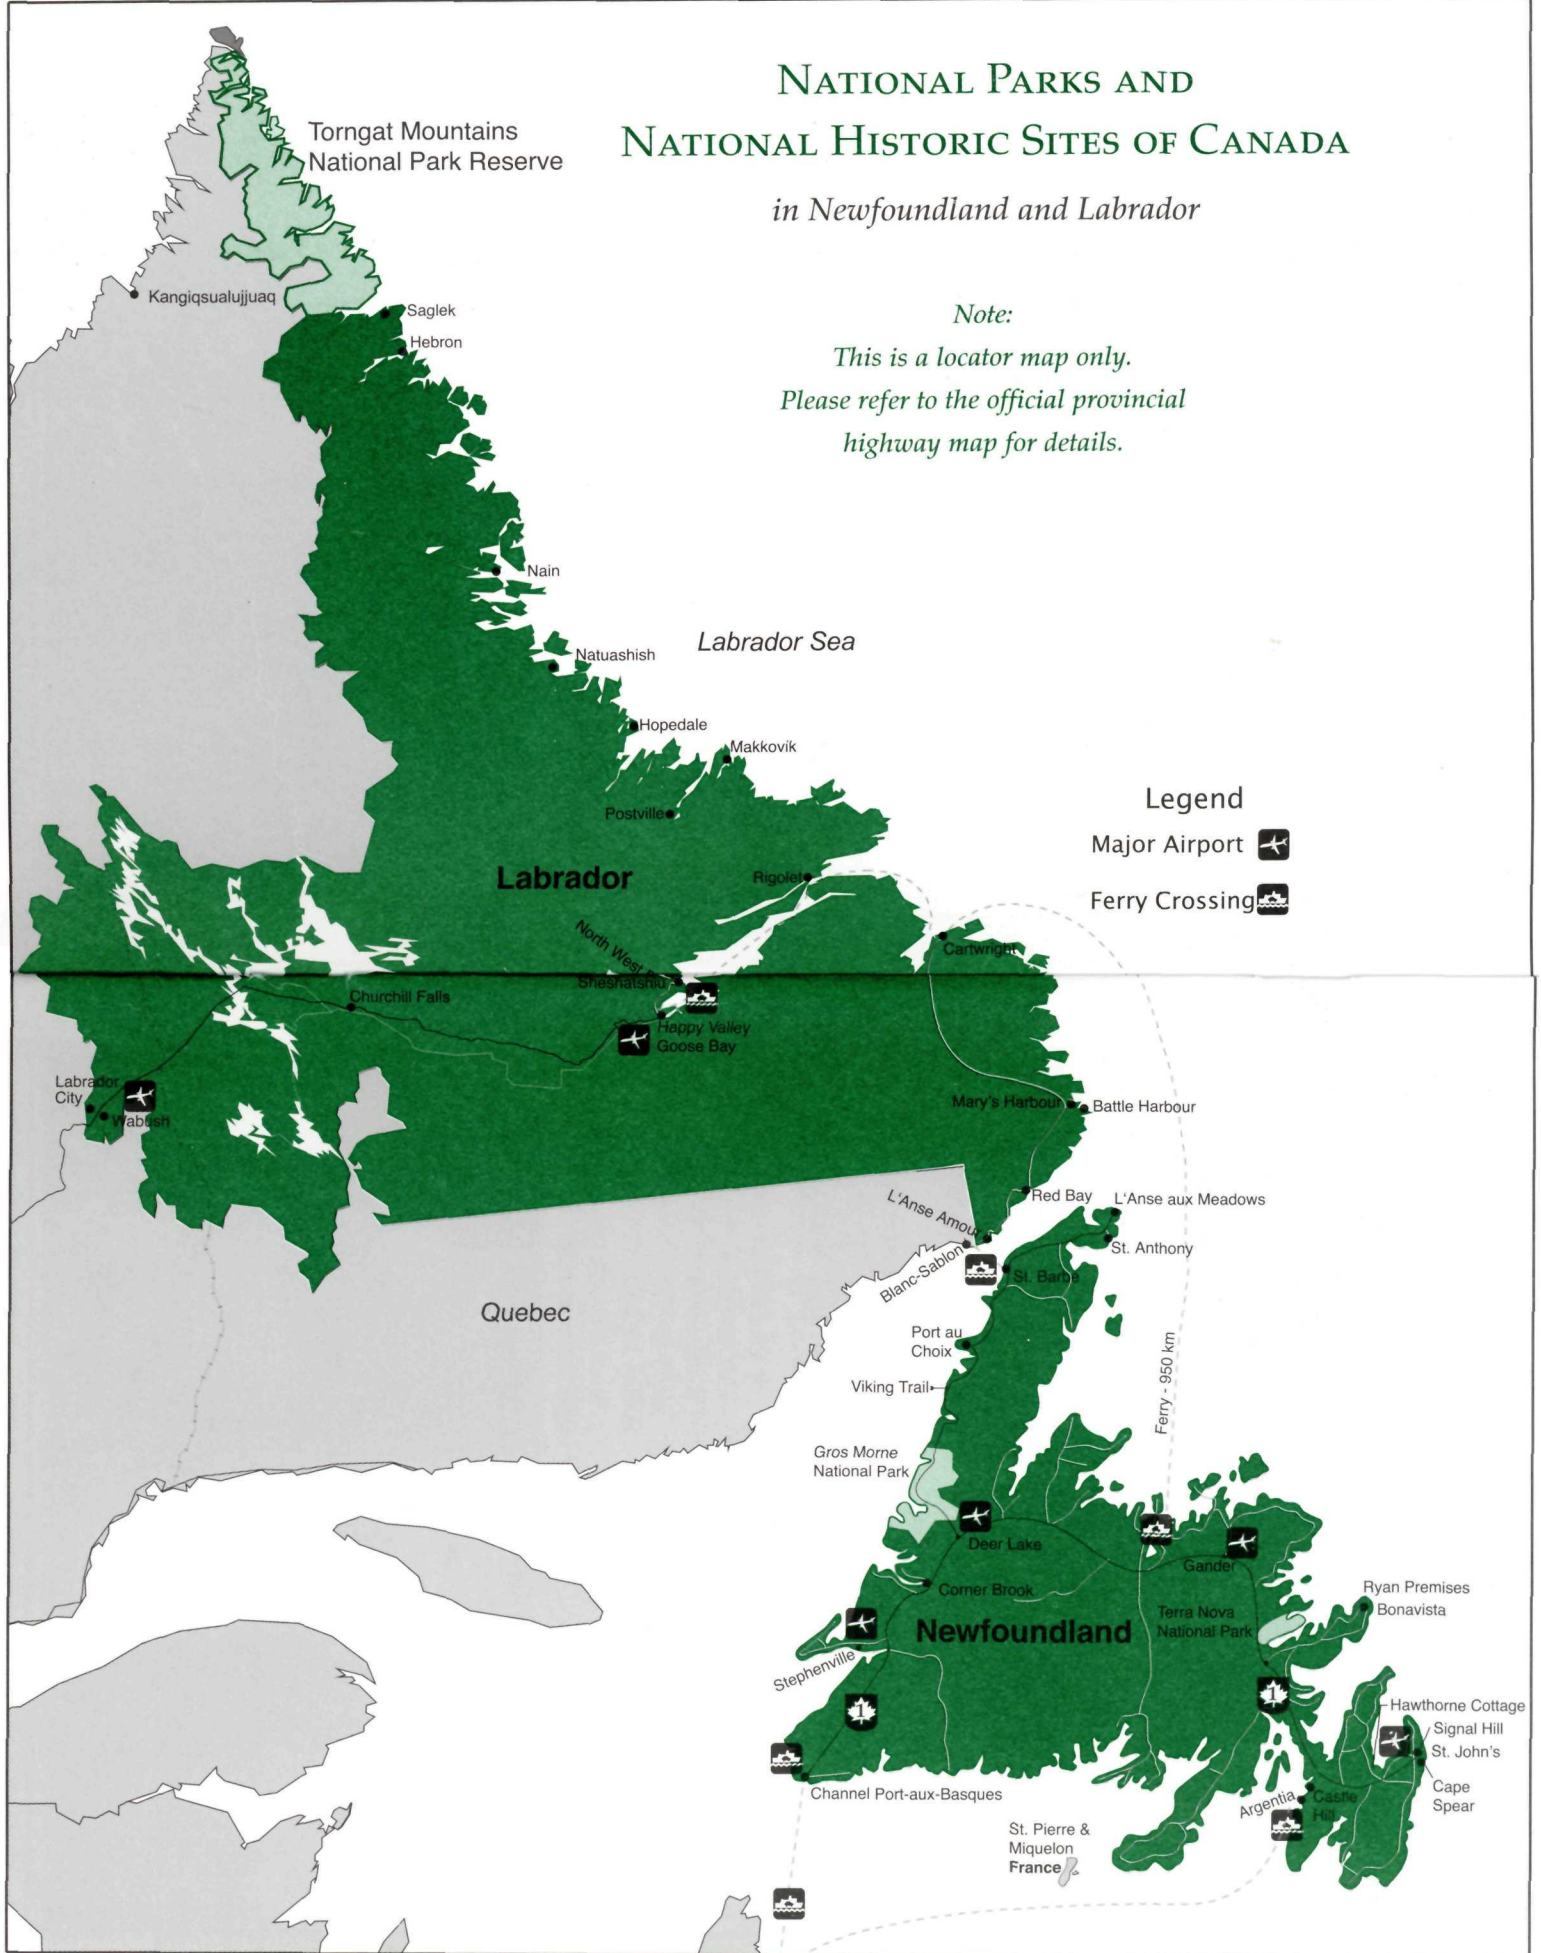 NATIONAL PARKS AND
NATIONAL HISTORIC SITES OF CANADA
in Newfoundland and Labrador
Torngat Mountains
National Park Reserve
Note:
This is a locator map only.
Please refer to the official provincial
highway map for details.
Kangiqsualujjuaq
Saglek
Hebron
Nain
Labrador Sea
Natuashish
Hopedale
Makkovik
Postville
Legend
Major Airport
Ferry Crossing
Labrador
Rigolet
Cartwright
North West
Sheshatshiu
Churchill Falls
Happy Valley
Goose Bay
Labrador
City
Wabush
Mary's Harbour
Battle Harbour
Red Bay
L'Anse aux Meadows
L'Anse Amour
St. Anthony
Blanc-Sablon
St. Barbe
Quebec
Port au
Choix
Viking Trail
Ferry - 950 km
Gros Morne
National Park
Deer Lake
Gander
Corner Brook
Ryan Premises
Bonavista
Newfoundland
Terra Nova
National Park
Stephenville
1
1
Hawthorne Cottage
Signal Hill
St. John's
Cape
Spear
Channel Port-aux-Basques
Argentia
Castle
Hill
St. Pierre &
Miquelon
France